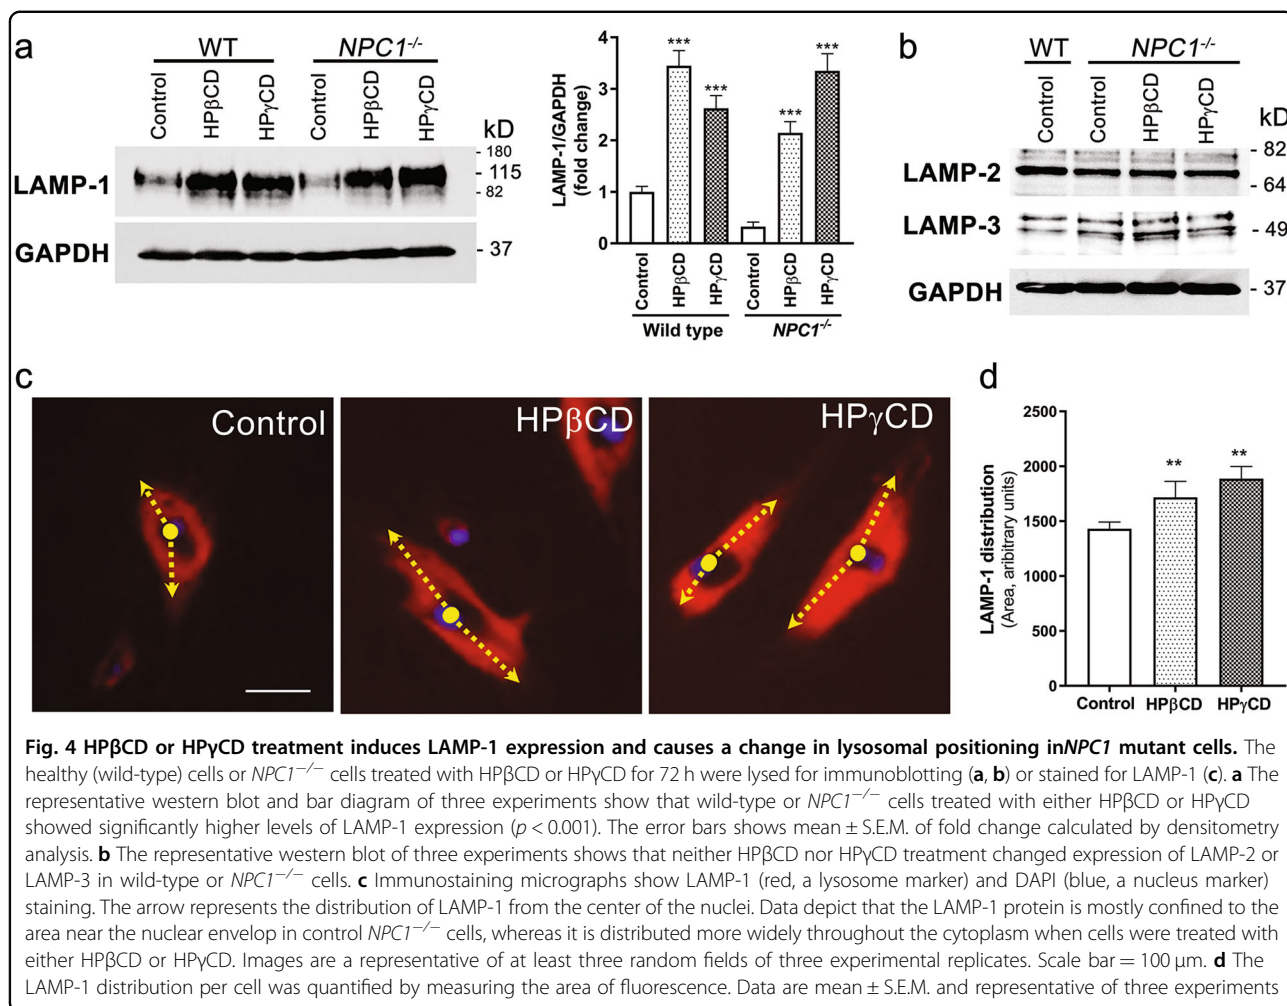 a
WT
NPC1-/-
Control
HPβCD
HPγCD
Control
HPβCD
HPγCD
kD
- 180
- 115
- 82
LAMP-1
GAPDH
- 37
LAMP-1/GAPDH
(fold change)
4
3
2
1
0
***
***
***
***
Control
HPβCD
HPγCD
Control
HPβCD
HPγCD
Wild type
NPC1-/-
b
WT
NPC1-/-
Control
Control
HPβCD
HPγCD
kD
- 82
LAMP-2
- 64
LAMP-3
- 49
GAPDH
- 37
c
Control
HPβCD
HPγCD
d
LAMP-1 distribution
(Area, aribitrary units)
2500
2000
1500
1000
500
0
**
**
Control
HPβCD
HPγCD
Fig. 4 HPβCD or HPγCD treatment induces LAMP-1 expression and causes a change in lysosomal positioning inNPC1 mutant cells. The
healthy (wild-type) cells or NPC1−/− cells treated with HPβCD or HPγCD for 72 h were lysed for immunoblotting (a, b) or stained for LAMP-1 (c). a The
representative western blot and bar diagram of three experiments show that wild-type or NPC1−/− cells treated with either HPβCD or HPγCD
showed significantly higher levels of LAMP-1 expression (p < 0.001). The error bars shows mean ± S.E.M. of fold change calculated by densitometry
analysis. b The representative western blot of three experiments shows that neither HPβCD nor HPγCD treatment changed expression of LAMP-2 or
LAMP-3 in wild-type or NPC1−/− cells. c Immunostaining micrographs show LAMP-1 (red, a lysosome marker) and DAPI (blue, a nucleus marker)
staining. The arrow represents the distribution of LAMP-1 from the center of the nuclei. Data depict that the LAMP-1 protein is mostly confined to the
area near the nuclear envelop in control NPC1−/− cells, whereas it is distributed more widely throughout the cytoplasm when cells were treated with
either HPβCD or HPγCD. Images are a representative of at least three random fields of three experimental replicates. Scale bar = 100 μm. d The
LAMP-1 distribution per cell was quantified by measuring the area of fluorescence. Data are mean ± S.E.M. and representative of three experiments